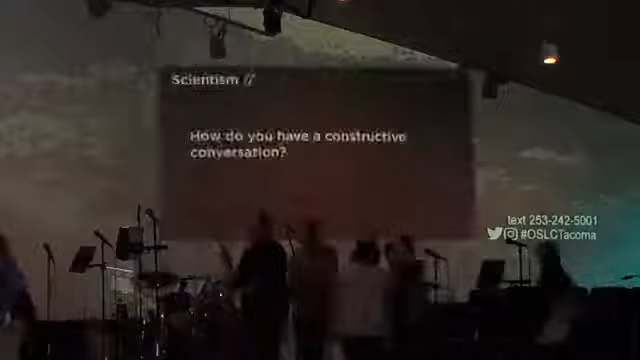 Scientism //
How do you have a constructive
conversation?
text 253-242-5001
#OSLCTacoma